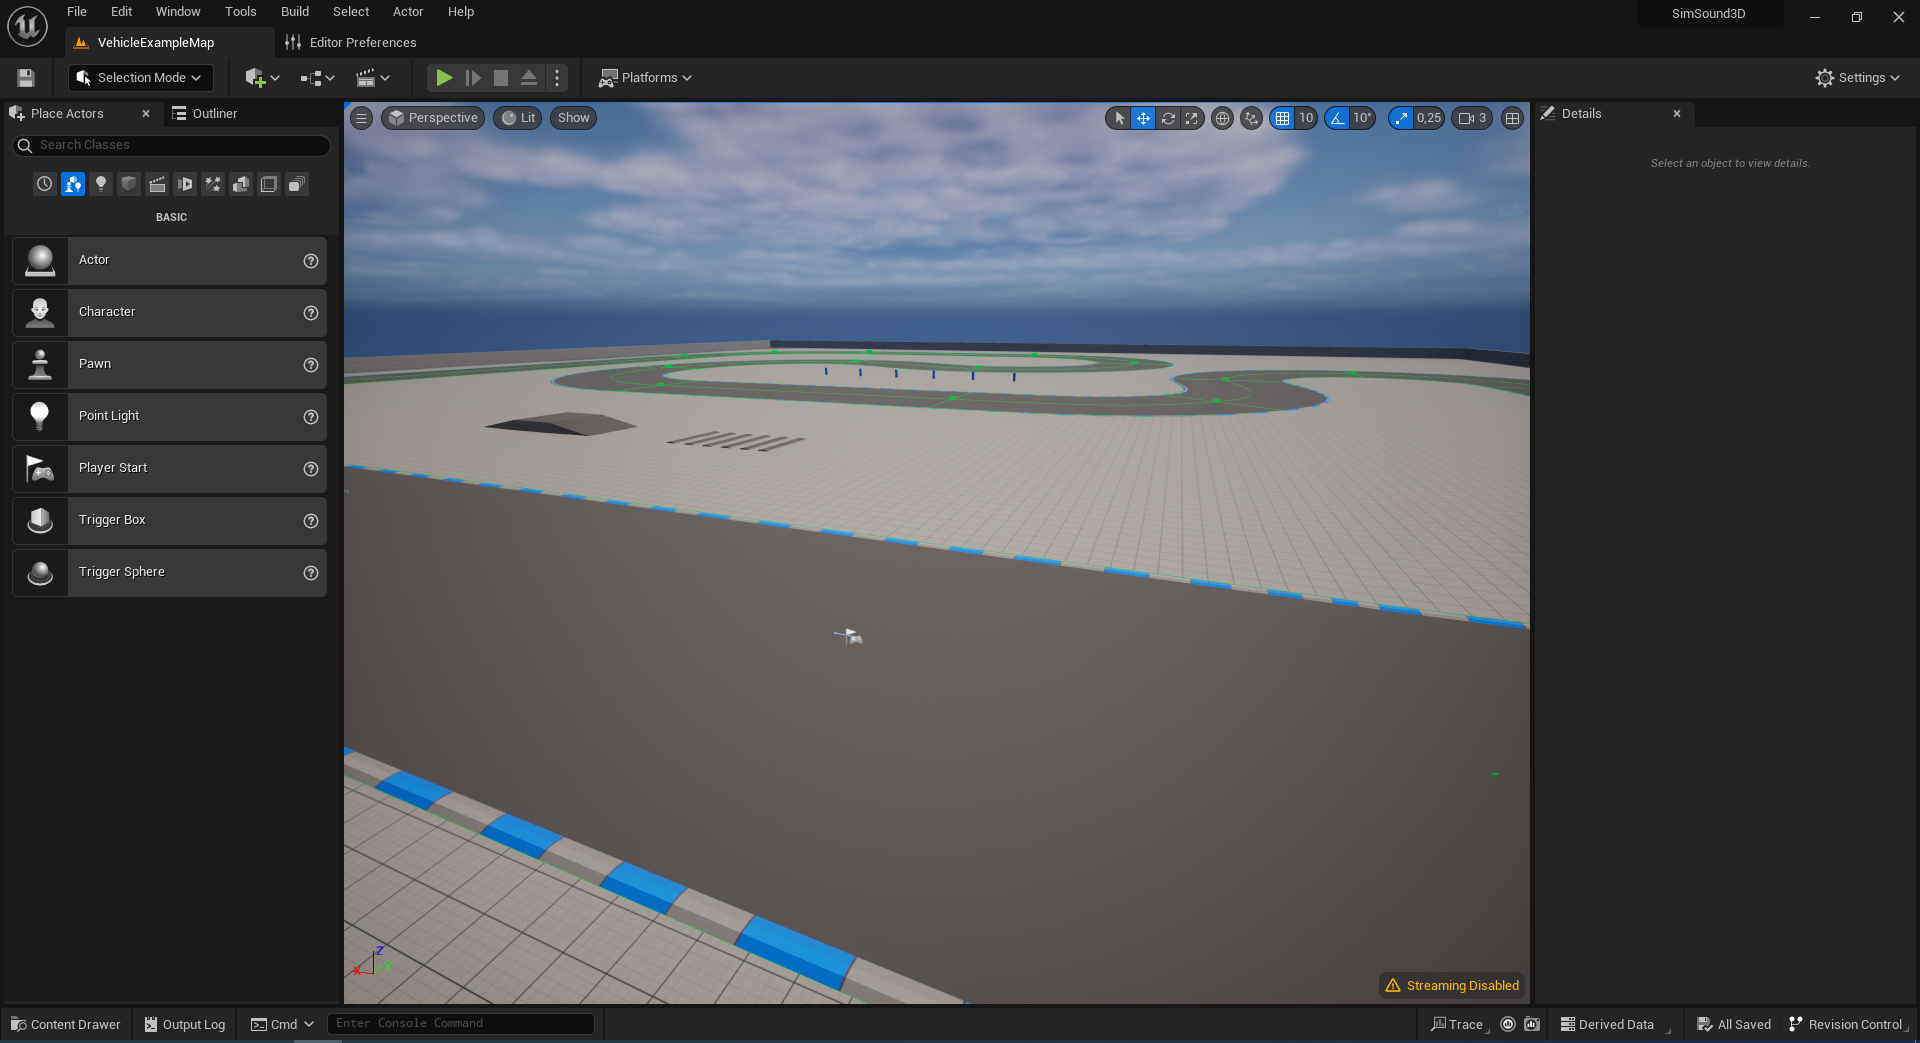 File Edit Window Tools Build Select Actor Help
SimSound3D
VehicleExampleMap
Editor Preferences
Selection Mode
Platforms
Settings
Place Actors
Outliner
Perspective
Lit
Show
10
10°
0,25
3
Details
Search Classes
Select an object to view details.
BASIC
Actor
Character
Pawn
Point Light
Player Start
Trigger Box
Trigger Sphere
Z
X
Y
Streaming Disabled
Content Drawer
Output Log
Cmd
Enter Console Command
Trace
Derived Data
All Saved
Revision Control